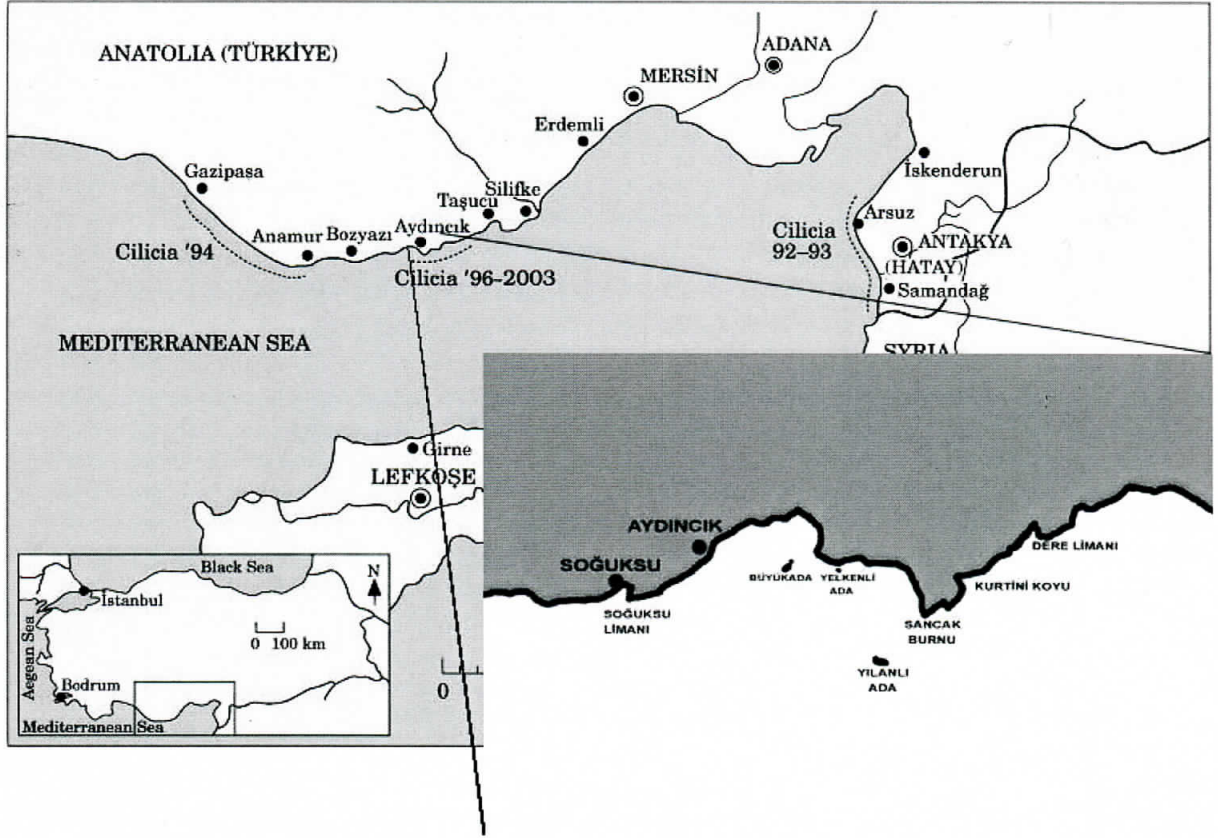 ANATOLIA (TÜRKİYE)
ADANA
MERSİN
Erdemli
Gazipaşa
İskenderun
Silifke
Taşucu
Arsuz
Aydıncık
Anamur Bozyazı
Cilicia '94
Cilicia
92–93
ANTAKYA
(HATAY)
Cilicia '96–2003
Samandağ
MEDITERRANEAN SEA
SYRIA
Girne
LEFKOŞE
Black Sea
N
İstanbul
0 100 km
Aegean Sea
Bodrum
Mediterranean Sea
0
AYDINCIK
SOĞUKSU
DERE LİMANI
BÜYÜKADA
YELKENLİ
ADA
KURTİNİ KOYU
SOĞUKSU
LİMANI
SANCAK
BURNU
YILANLI
ADA